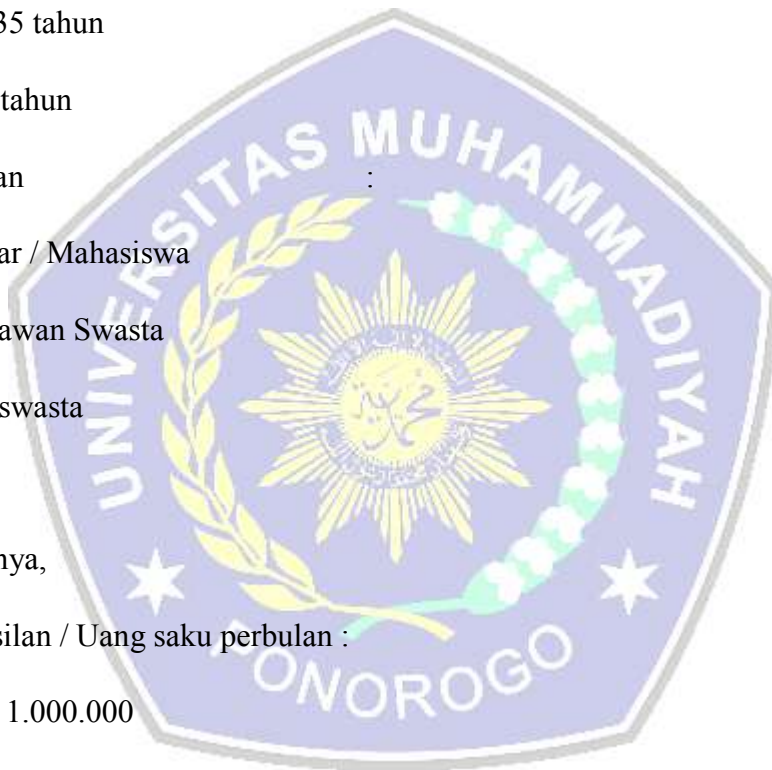 35 tahun
tahun
an :
ar / Mahasiswa
awan Swasta
swasta
nya,
silan / Uang saku perbulan :
1.000.000
UNIVERSITAS MUHAMMADIYAH
PONOROGO